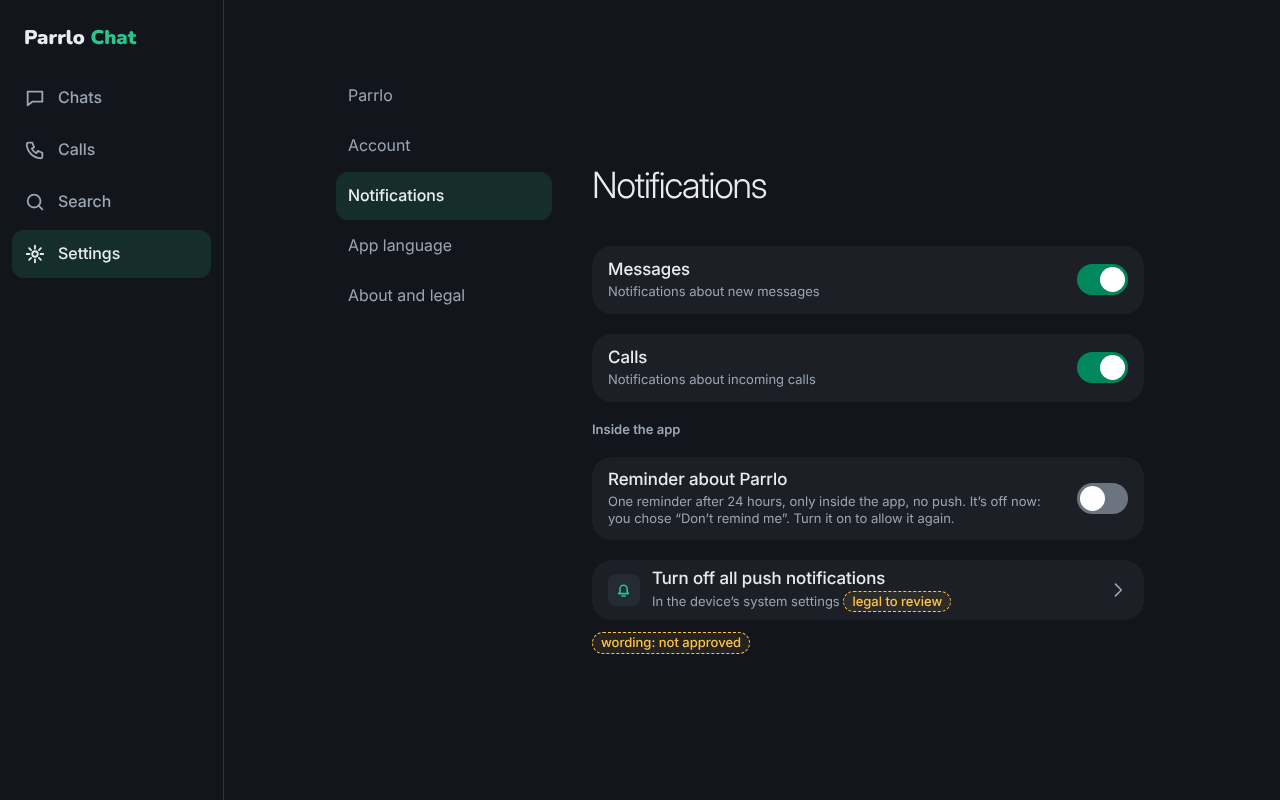 Parrlo Chat
Chats
Calls
Search
Settings
Parrlo
Account
Notifications
App language
About and legal
Notifications
Messages
Notifications about new messages
Calls
Notifications about incoming calls
Inside the app
Reminder about Parrlo
One reminder after 24 hours, only inside the app, no push. It’s off now:
you chose “Don’t remind me”. Turn it on to allow it again.
Turn off all push notifications
In the device’s system settings legal to review
wording: not approved